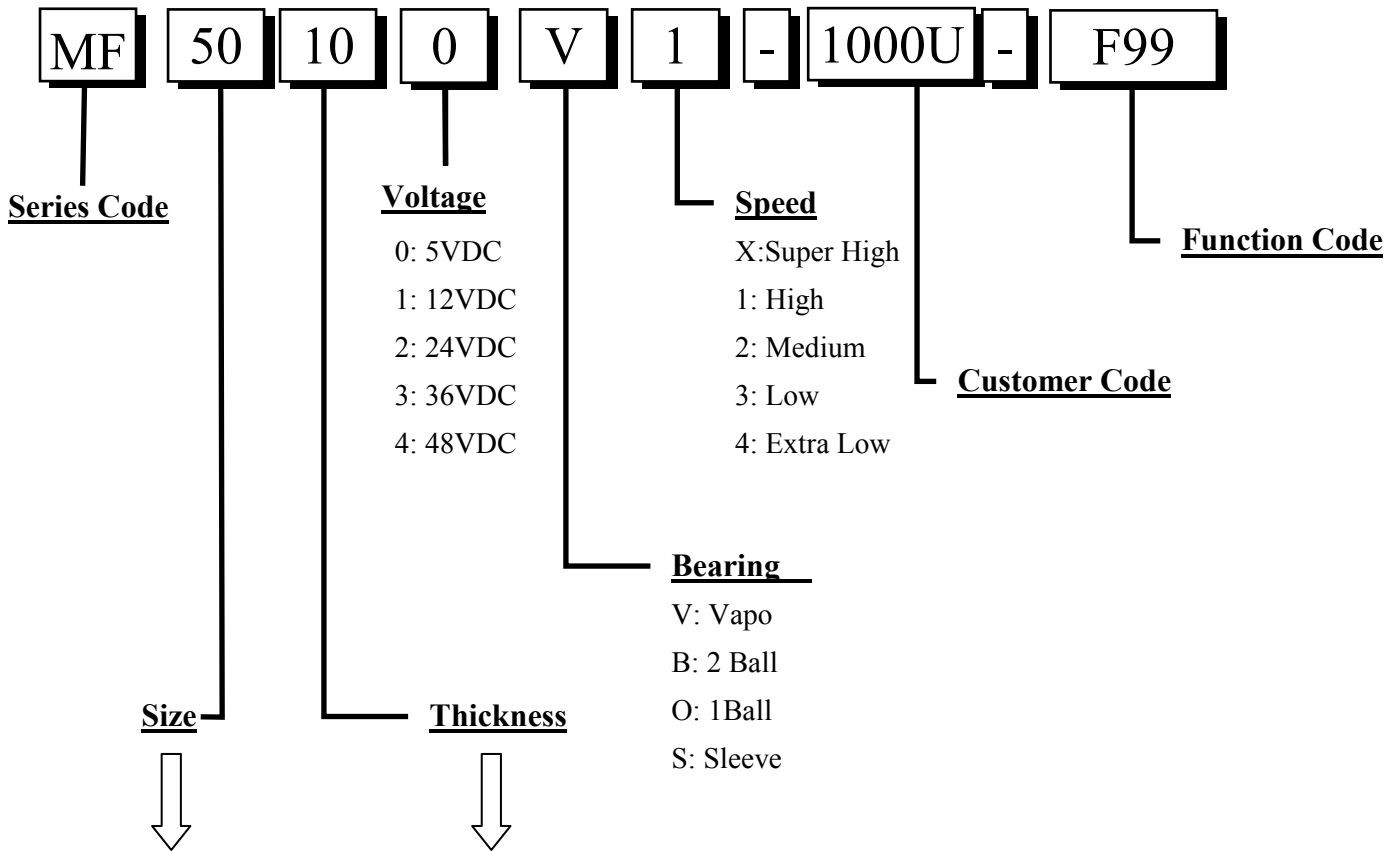 MF 50 10 0 V 1 - 1000U - F99
Series Code
Voltage
0: 5VDC
1: 12VDC
2: 24VDC
3: 36VDC
4: 48VDC
Speed
X:Super High
1: High
2: Medium
3: Low
4: Extra Low
Function Code
Customer Code
Bearing
V: Vapo
B: 2 Ball
O: 1Ball
S: Sleeve
Size
Thickness